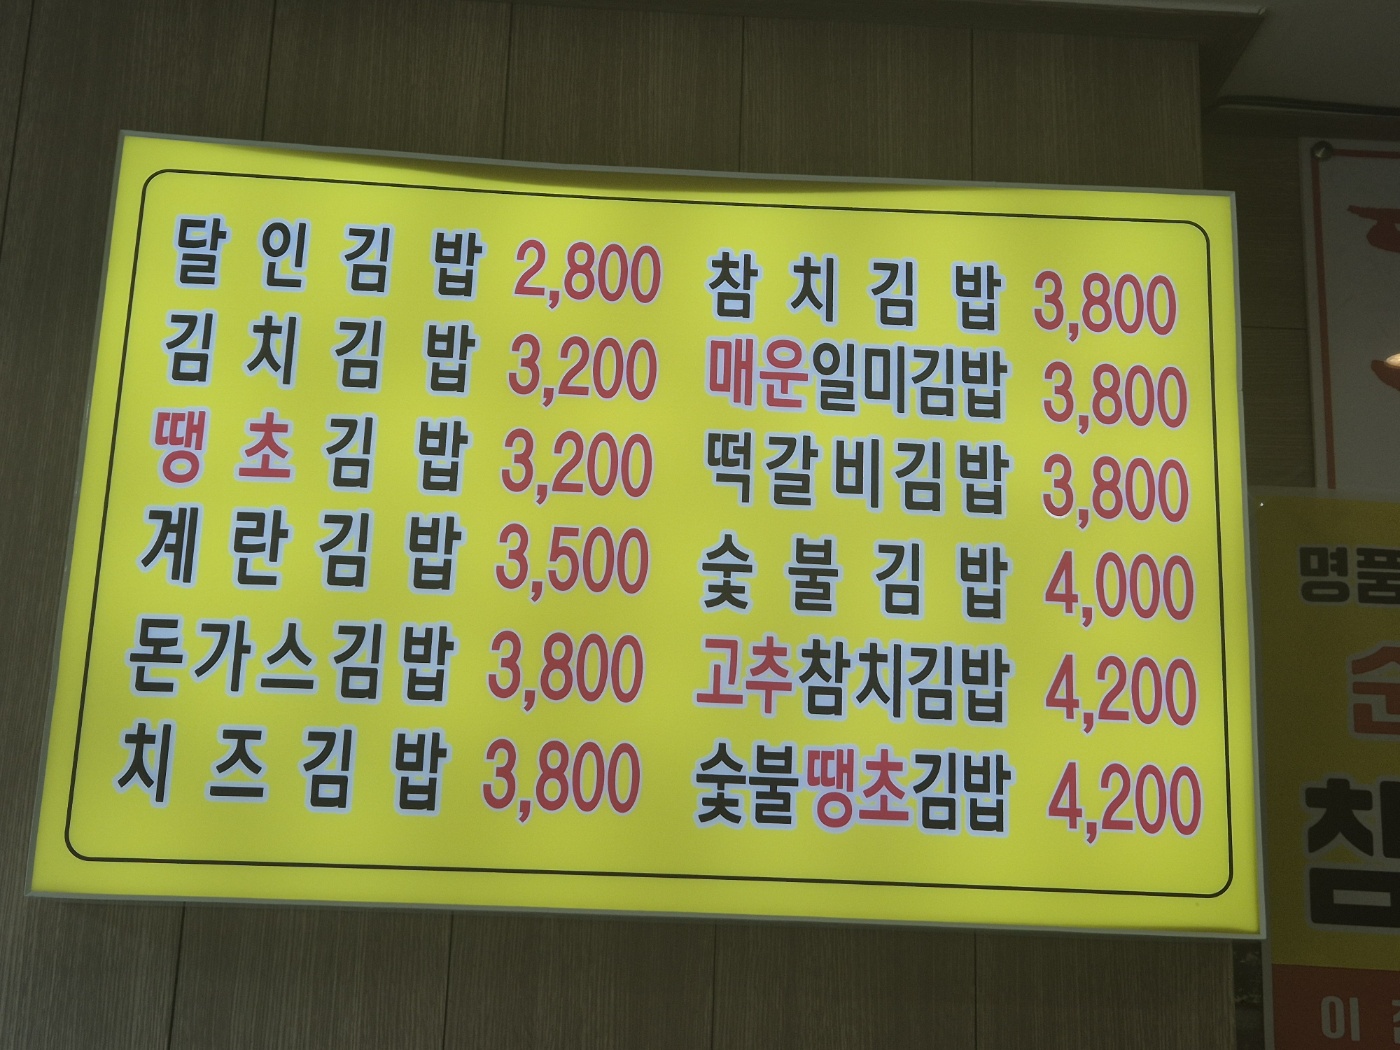 달인김밥 2,800
김치김밥 3,200
땡초김밥 3,200
계란김밥 3,500
돈가스김밥 3,800
치즈김밥 3,800
참치김밥 3,800
매운일미김밥 3,800
떡갈비김밥 3,800
숯불김밥 4,000
고추참치김밥 4,200
숯불땡초김밥 4,200
명품
이